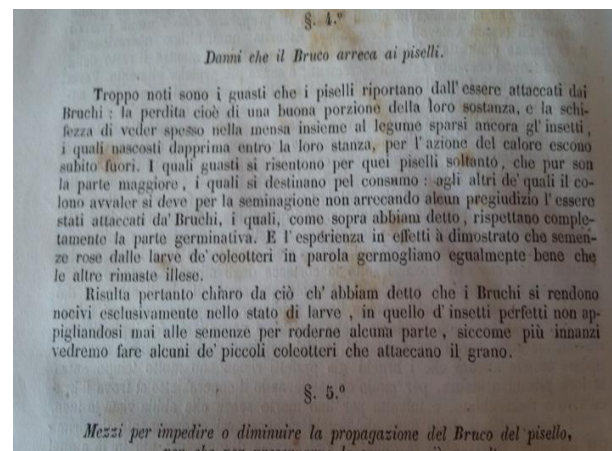 §. 4.º
Danni che il Bruco arreca ai piselli.
Troppo noti sono i guasti che i piselli riportano dall' essere attaccati dai
Bruchi : la perdita cioè di una buona porzione della loro sostanza, e la schi-
fezza di veder spesso nella mensa insieme al legume sparsi ancora gl' insetti,
i quali nascosti dapprima entro la loro stanza, per l' azione del calore escono
subito fuori. I quali guasti si risentono per quei piselli soltanto, che pur son
la parte maggiore, i quali si destinano pel consumo : agli altri de' quali il co-
lono avvaler si deve per la seminagione non arrecando alcun pregiudizio l' essere
stati attaccati da' Bruchi, i quali, come sopra abbiam detto, rispettano comple-
tamente la parte germinativa. E l' espérienza in effetti à dimostrato che semen-
ze rose dalle larve de' coleotteri in parola germogliano egualmente bene che
le altre rimaste illese.
Risulta pertanto chiaro da ciò ch' abbiam detto che i Bruchi si rendono
nocivi esclusivamente nello stato di larve, in quello d' insetti perfetti non ap-
pigliandosi mai alle semenze per roderne alcuna parte, siccome più innanzi
vedremo fare alcuni de' piccoli coleotteri che attaccano il grano.
§. 5.º
Mezzi per impedire o diminuire la propagazione del Bruco del pisello,